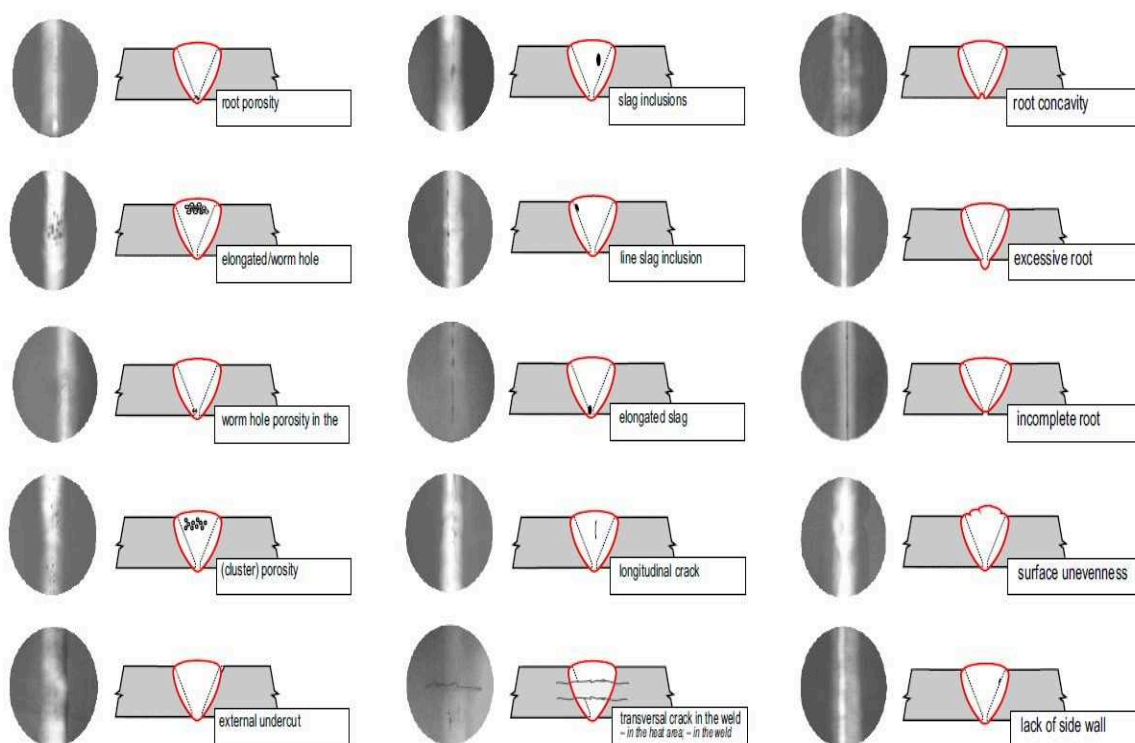 root porosity
slag inclusions
root concavity
elongated/worm hole
line slag inclusion
excessive root
worm hole porosity in the
elongated slag
incomplete root
(cluster) porosity
longitudinal crack
surface unevenness
external undercut
transversal crack in the weld
– in the heat area; – in the weld
lack of side wall